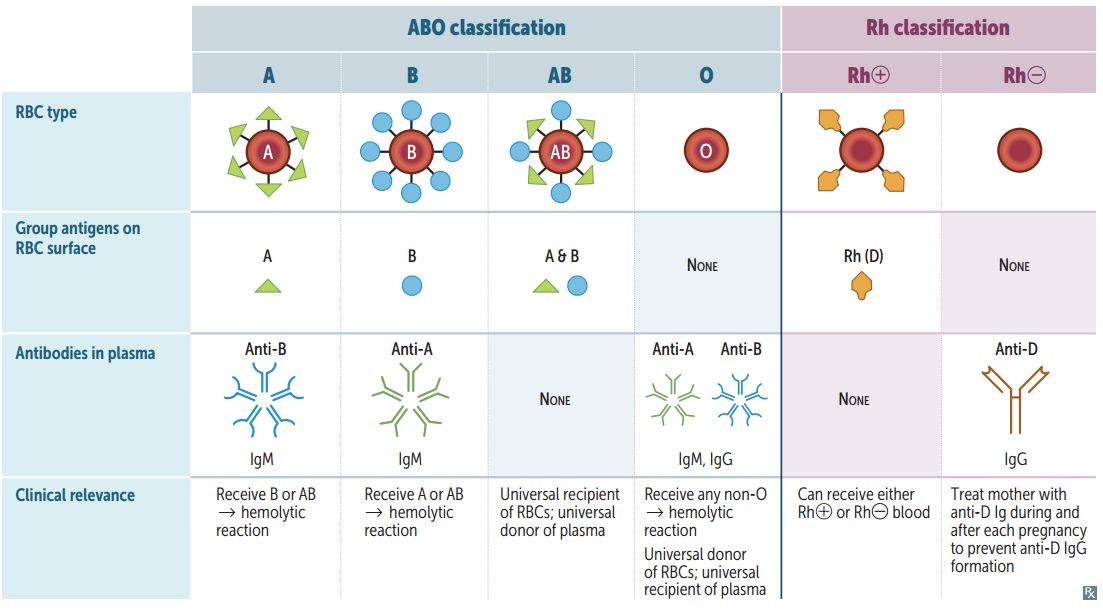 ABO classification
Rh classification
A
B
AB
O
Rh⊕
Rh⊖
RBC type
A
B
AB
O
Group antigens on
RBC surface
A
B
A & B
NONE
Rh (D)
NONE
Antibodies in plasma
Anti-B
IgM
Anti-A
IgM
NONE
Anti-A
Anti-B
IgM, IgG
NONE
Anti-D
IgG
Clinical relevance
Receive B or AB
→ hemolytic
reaction
Receive A or AB
→ hemolytic
reaction
Universal recipient
of RBCs; universal
donor of plasma
Receive any non-O
→ hemolytic
reaction
Universal donor
of RBCs; universal
recipient of plasma
Can receive either
Rh⊕ or Rh⊖ blood
Treat mother with
anti-D Ig during and
after each pregnancy
to prevent anti-D IgG
formation
Rx